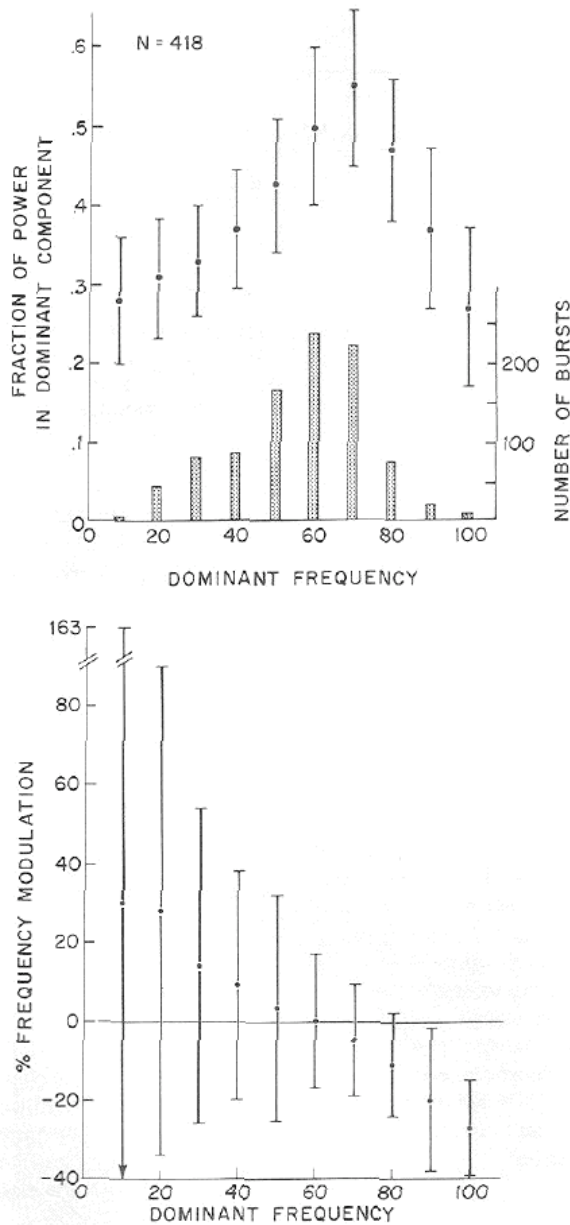 N = 418
.6
.5
.4
.3
.2
.1
0
FRACTION OF POWER
IN DOMINANT COMPONENT
200
100
NUMBER OF BURSTS
0 20 40 60 80 100
DOMINANT FREQUENCY
163
80
60
40
20
0
-20
-40
% FREQUENCY MODULATION
0 20 40 60 80 100
DOMINANT FREQUENCY